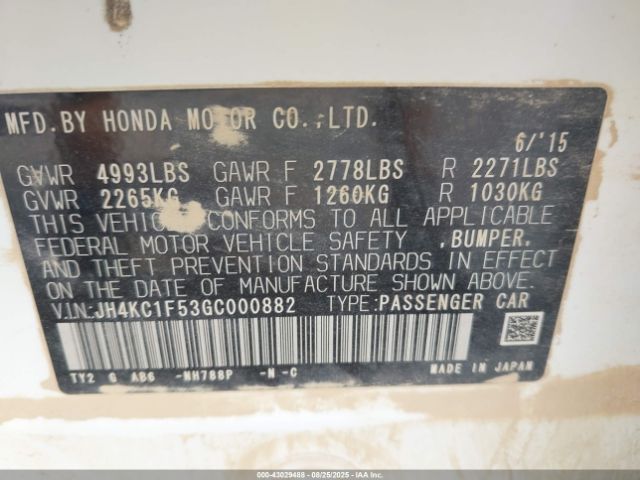 MFD.BY HONDA MOTOR CO.,LTD.
6/'15
GVWR 4993LBS GAWR F 2778LBS R 2271LBS
GVWR 2265KG GAWR F 1260KG R 1030KG
THIS VEHICLE CONFORMS TO ALL APPLICABLE
FEDERAL MOTOR VEHICLE SAFETY ,BUMPER,
AND THEFT PREVENTION STANDARDS IN EFFECT
ON THE DATE OF MANUFACTURE SHOWN ABOVE.
V.IN:JH4KC1F53GC000882 TYPE:PASSENGER CAR
TY2 G AB6 -NH788P -N -C MADE IN JAPAN
000-43029488 - 08/25/2025 - IAA LLC